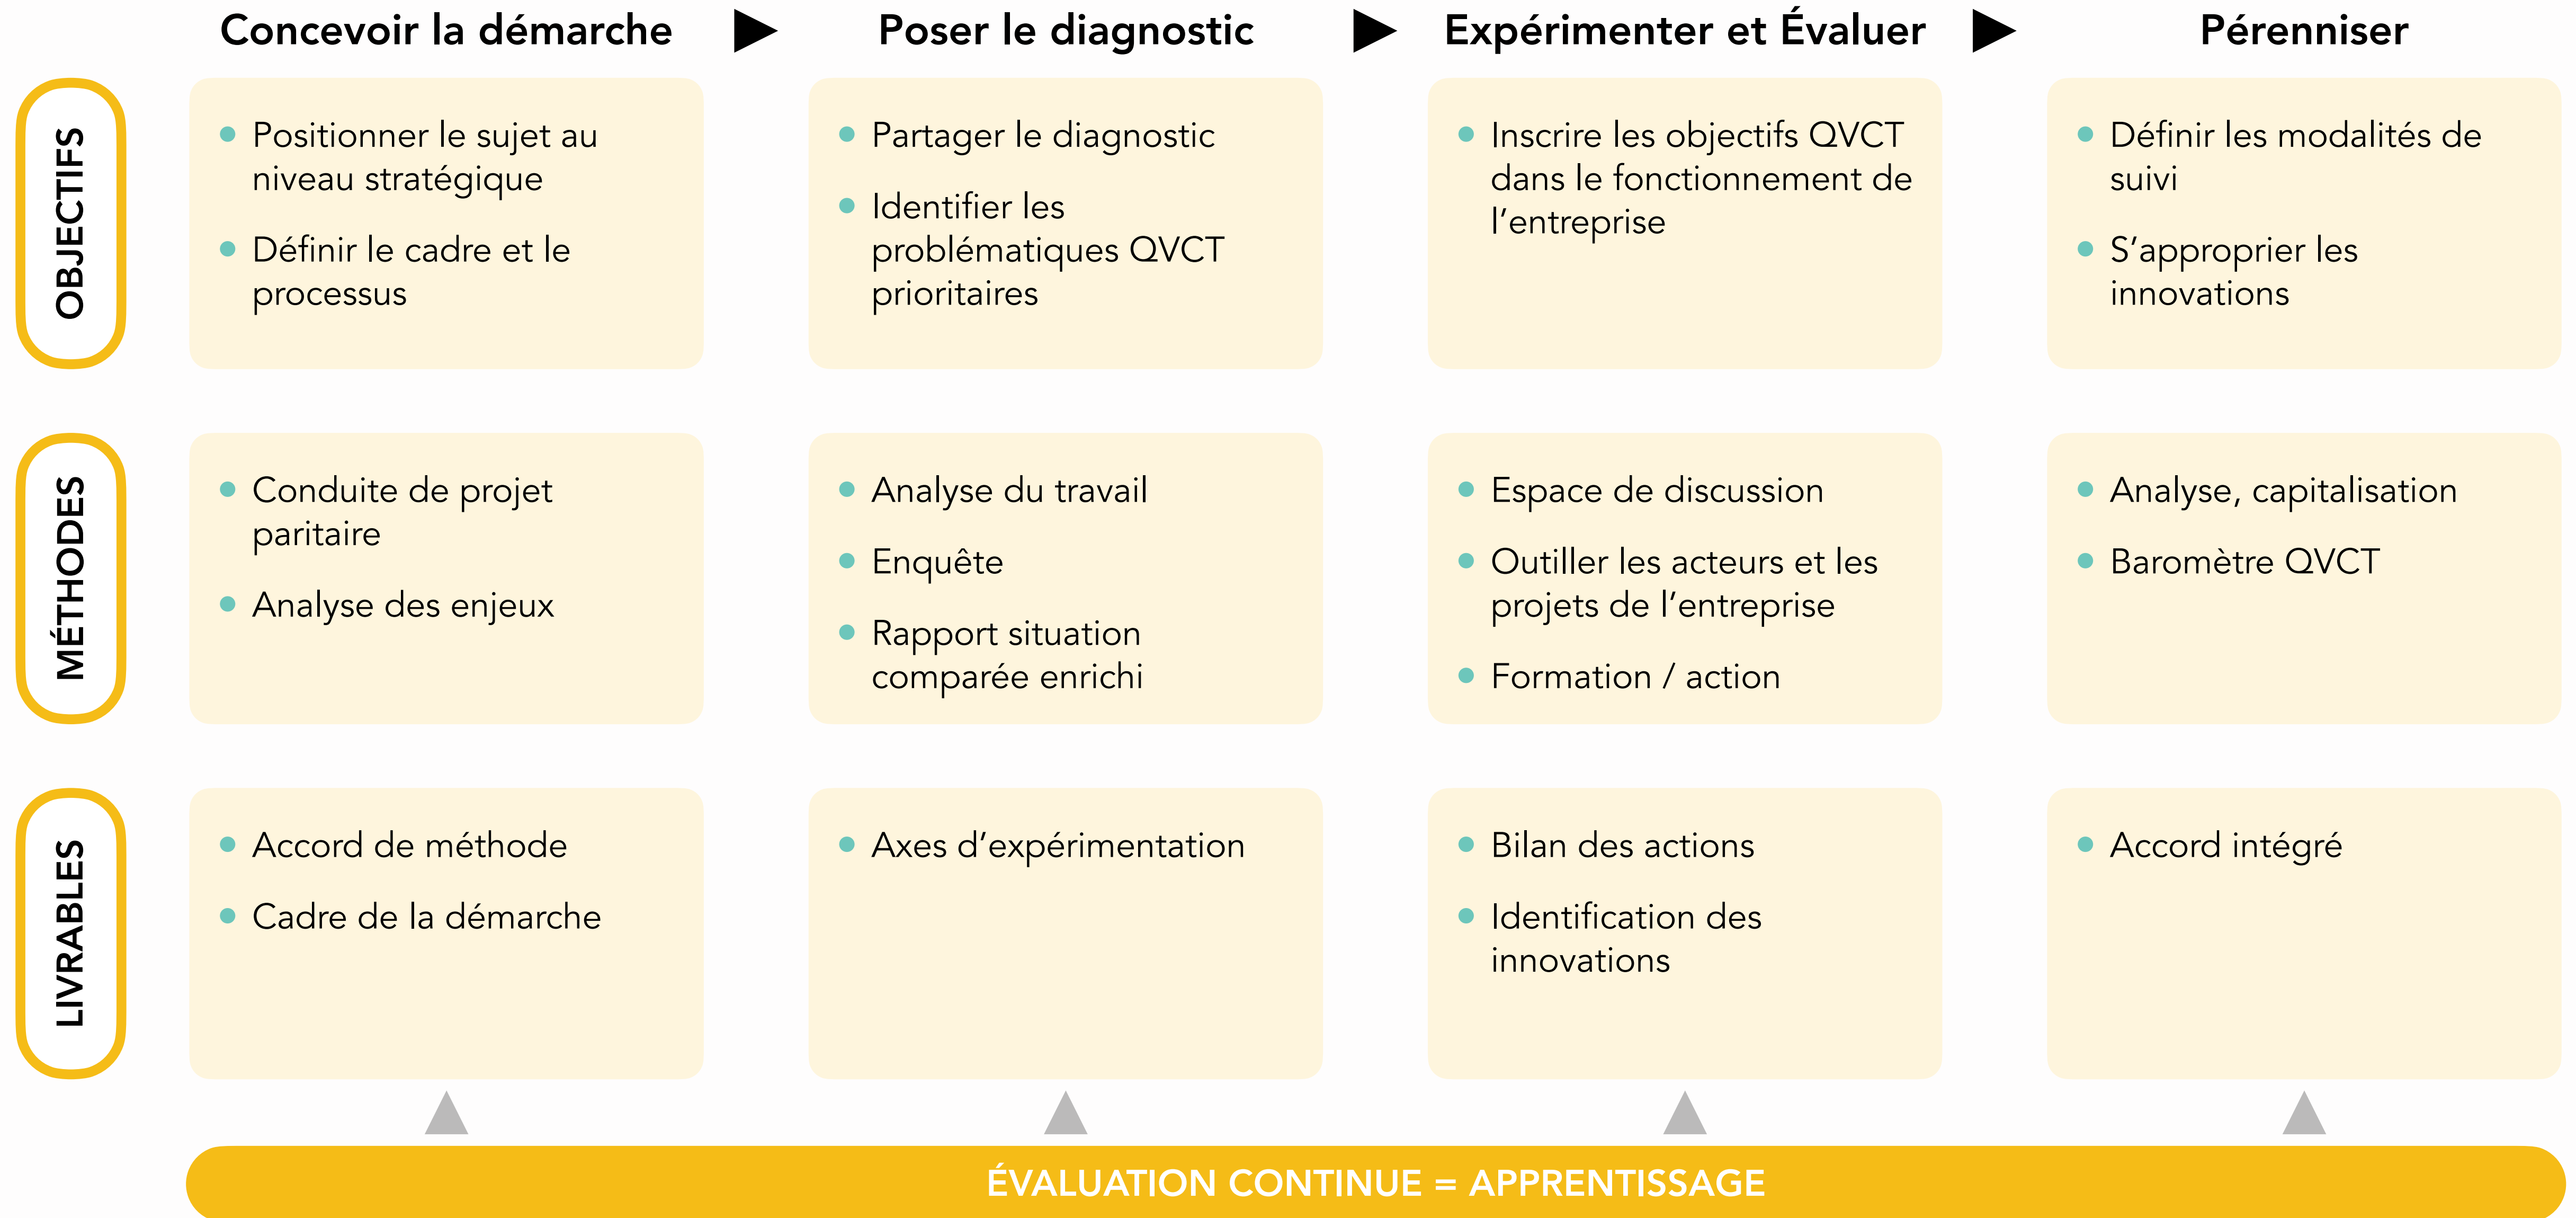 Concevoir la démarche
Poser le diagnostic
Expérimenter et Évaluer
Pérenniser
OBJECTIFS
Positionner le sujet au
niveau stratégique
Définir le cadre et le
processus
Partager le diagnostic
Identifier les
problématiques QVCT
prioritaires
Inscrire les objectifs QVCT
dans le fonctionnement de
l’entreprise
Définir les modalités de
suivi
S’approprier les
innovations
MÉTHODES
Conduite de projet
paritaire
Analyse des enjeux
Analyse du travail
Enquête
Rapport situation
comparée enrichi
Espace de discussion
Outiller les acteurs et les
projets de l’entreprise
Formation / action
Analyse, capitalisation
Baromètre QVCT
LIVRABLES
Accord de méthode
Cadre de la démarche
Axes d’expérimentation
Bilan des actions
Identification des
innovations
Accord intégré
ÉVALUATION CONTINUE = APPRENTISSAGE